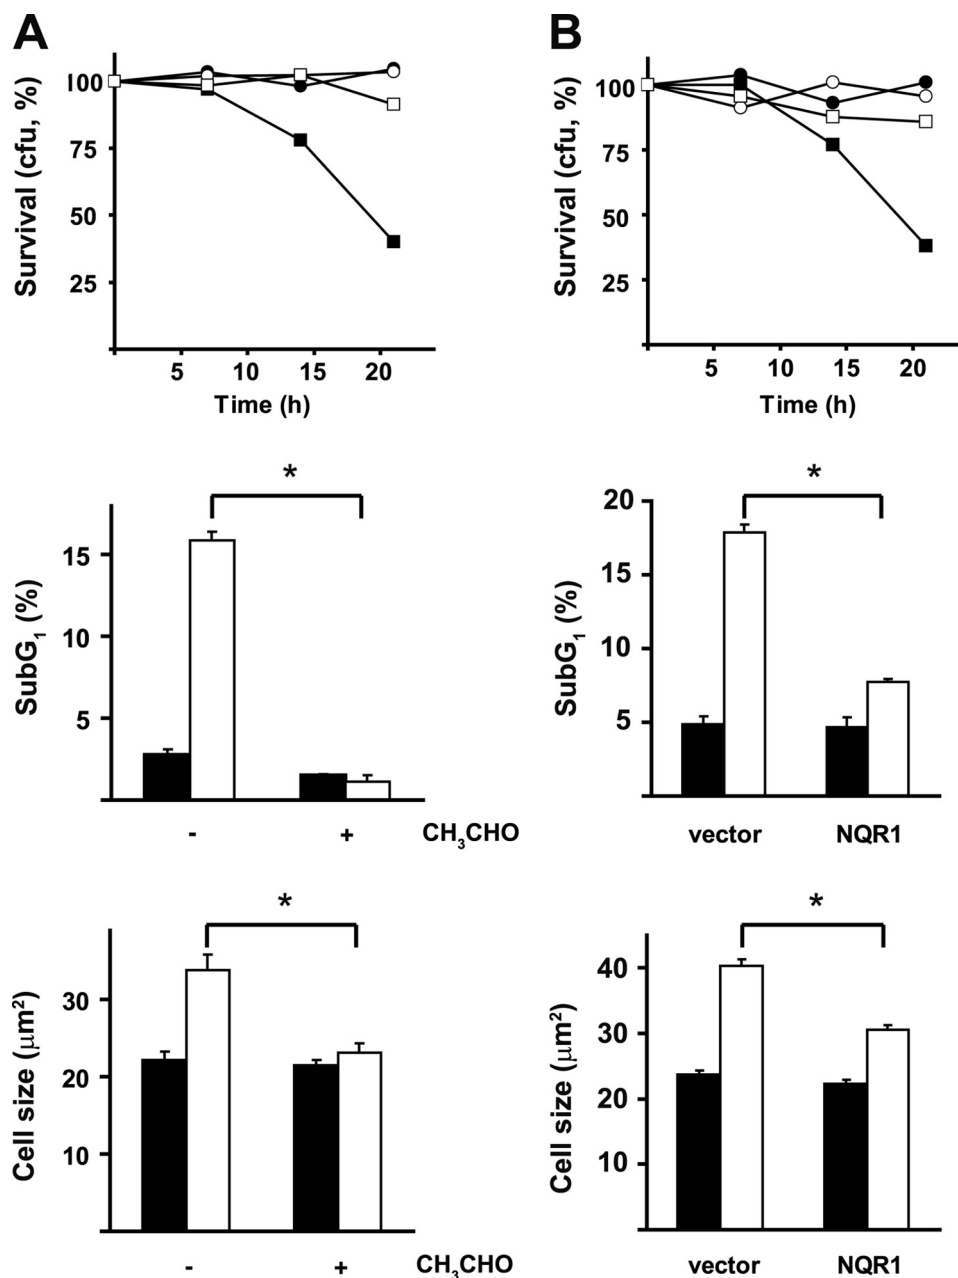 A
B
Survival (cfu, %)
100
75
50
25
5
10
15
20
Time (h)
Survival (cfu, %)
100
75
50
25
5
10
15
20
Time (h)
SubG₁ (%)
15
10
5
*
-
+
CH₃CHO
SubG₁ (%)
20
15
10
5
*
vector
NQR1
Cell size (μm²)
30
20
10
*
-
+
CH₃CHO
Cell size (μm²)
40
30
20
10
*
vector
NQR1